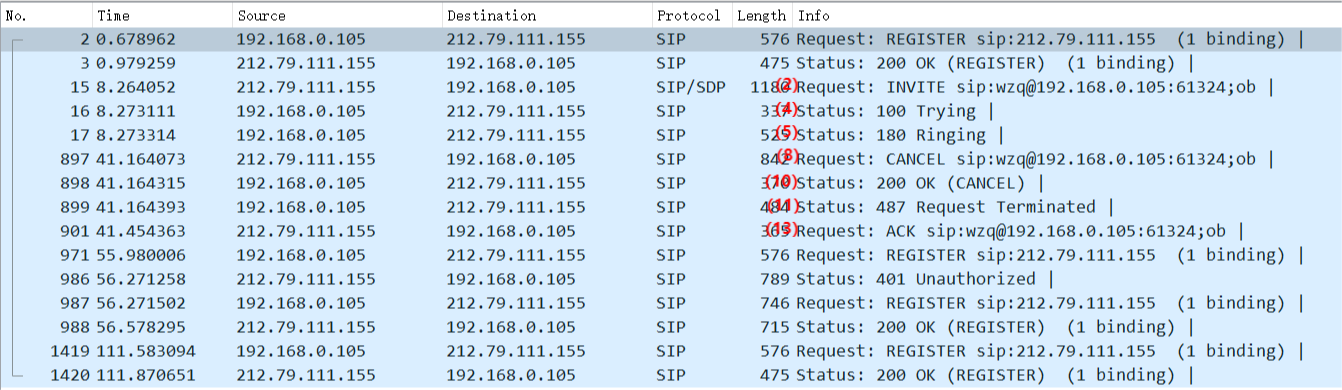 No. Time Source Destination Protocol Length Info
2 0.678962 192.168.0.105 212.79.111.155 SIP 576 Request: REGISTER sip:212.79.111.155 (1 binding) |
3 0.979259 212.79.111.155 192.168.0.105 SIP 475 Status: 200 OK (REGISTER) (1 binding) |
15 8.264052 212.79.111.155 192.168.0.105 SIP/SDP (2) Request: INVITE sip:wzq@192.168.0.105:61324;ob |
16 8.273111 192.168.0.105 212.79.111.155 SIP (4) Status: 100 Trying |
17 8.273314 192.168.0.105 212.79.111.155 SIP (5) Status: 180 Ringing |
897 41.164073 212.79.111.155 192.168.0.105 SIP (8) Request: CANCEL sip:wzq@192.168.0.105:61324;ob |
898 41.164315 192.168.0.105 212.79.111.155 SIP (10) Status: 200 OK (CANCEL) |
899 41.164393 192.168.0.105 212.79.111.155 SIP (11) Status: 487 Request Terminated |
901 41.454363 212.79.111.155 192.168.0.105 SIP (13) Request: ACK sip:wzq@192.168.0.105:61324;ob |
971 55.980006 192.168.0.105 212.79.111.155 SIP 576 Request: REGISTER sip:212.79.111.155 (1 binding) |
986 56.271258 212.79.111.155 192.168.0.105 SIP 789 Status: 401 Unauthorized |
987 56.271502 192.168.0.105 212.79.111.155 SIP 746 Request: REGISTER sip:212.79.111.155 (1 binding) |
988 56.578295 212.79.111.155 192.168.0.105 SIP 715 Status: 200 OK (REGISTER) (1 binding) |
1419 111.583094 192.168.0.105 212.79.111.155 SIP 576 Request: REGISTER sip:212.79.111.155 (1 binding) |
1420 111.870651 212.79.111.155 192.168.0.105 SIP 475 Status: 200 OK (REGISTER) (1 binding) |